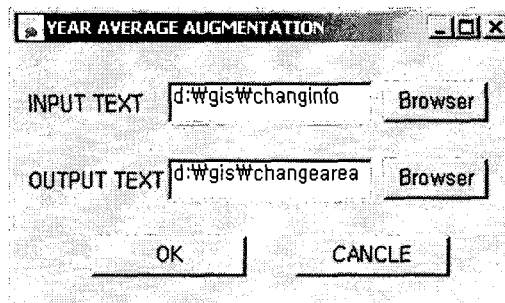 YEAR AVERAGE AUGMENTATION
INPUT TEXT d:₩gis₩changinfo Browser
OUTPUT TEXT d:₩gis₩changearea Browser
OK CANCLE